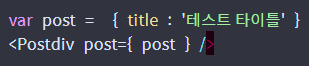 var post =  { title : '테스트 타이틀' }
<Postdiv post={ post } />